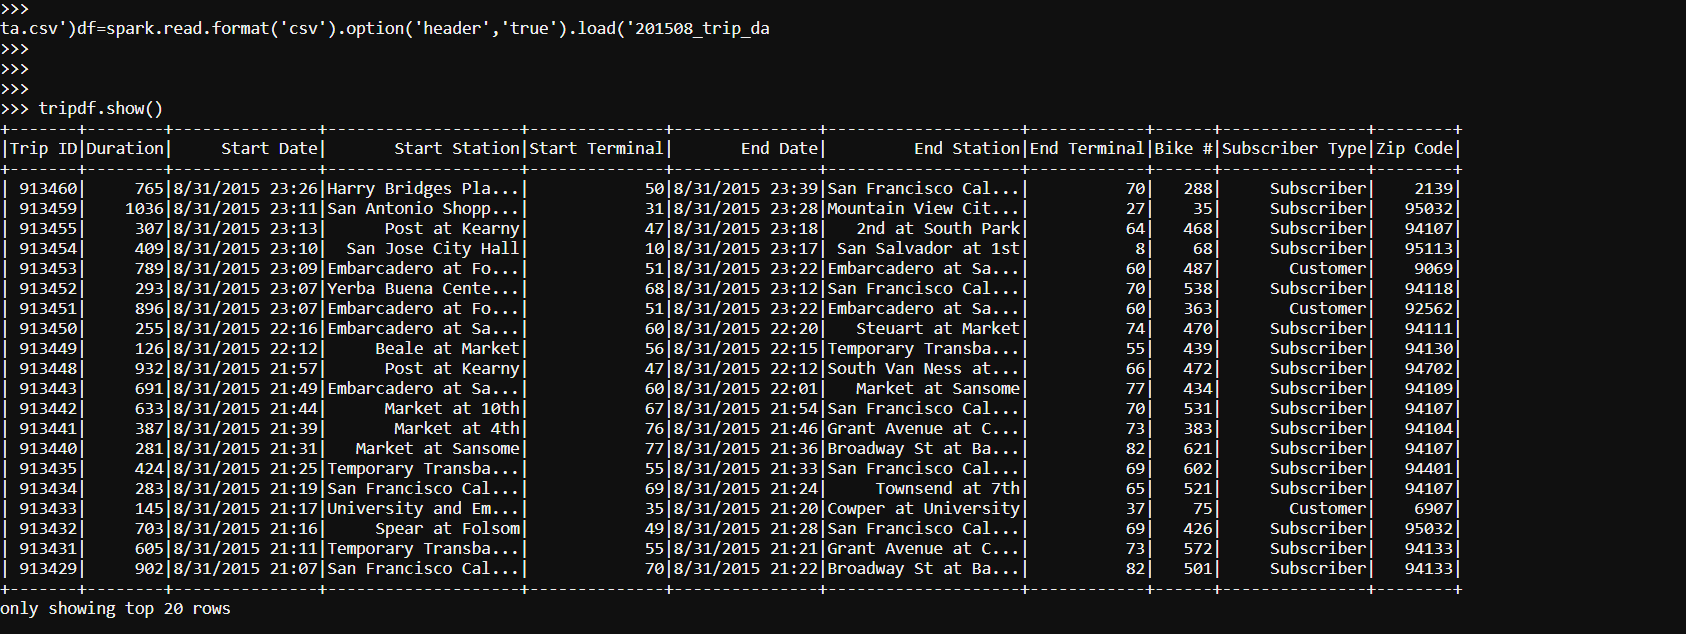 >>>
ta.csv')df=spark.read.format('csv').option('header','true').load('201508_trip_da
>>>
>>>
>>>
>>> tripdf.show()
+-------+--------+---------------+--------------------+--------------+---------------+--------------------+------------+------+---------------+--------+
|Trip ID|Duration|     Start Date|       Start Station|Start Terminal|       End Date|         End Station|End Terminal|Bike #|Subscriber Type|Zip Code|
+-------+--------+---------------+--------------------+--------------+---------------+--------------------+------------+------+---------------+--------+
| 913460|     765|8/31/2015 23:26|Harry Bridges Pla...|            50|8/31/2015 23:39|San Francisco Cal...|          70|   288|     Subscriber|    2139|
| 913459|    1036|8/31/2015 23:11|San Antonio Shopp...|            31|8/31/2015 23:28|Mountain View Cit...|          27|    35|     Subscriber|   95032|
| 913455|     307|8/31/2015 23:13|      Post at Kearny|            47|8/31/2015 23:18|   2nd at South Park|          64|   468|     Subscriber|   94107|
| 913454|     409|8/31/2015 23:10|  San Jose City Hall|            10|8/31/2015 23:17| San Salvador at 1st|           8|    68|     Subscriber|   95113|
| 913453|     789|8/31/2015 23:09|Embarcadero at Fo...|            51|8/31/2015 23:22|Embarcadero at Sa...|          60|   487|       Customer|    9069|
| 913452|     293|8/31/2015 23:07|Yerba Buena Cente...|            68|8/31/2015 23:12|San Francisco Cal...|          70|   538|     Subscriber|   94118|
| 913451|     896|8/31/2015 23:07|Embarcadero at Fo...|            51|8/31/2015 23:22|Embarcadero at Sa...|          60|   363|       Customer|   92562|
| 913450|     255|8/31/2015 22:16|Embarcadero at Sa...|            60|8/31/2015 22:20|   Steuart at Market|          74|   470|     Subscriber|   94111|
| 913449|     126|8/31/2015 22:12|     Beale at Market|            56|8/31/2015 22:15|Temporary Transba...|          55|   439|     Subscriber|   94130|
| 913448|     932|8/31/2015 21:57|      Post at Kearny|            47|8/31/2015 22:12|South Van Ness at...|          66|   472|     Subscriber|   94702|
| 913443|     691|8/31/2015 21:49|Embarcadero at Sa...|            60|8/31/2015 22:01|   Market at Sansome|          77|   434|     Subscriber|   94109|
| 913442|     633|8/31/2015 21:44|      Market at 10th|            67|8/31/2015 21:54|San Francisco Cal...|          70|   531|     Subscriber|   94107|
| 913441|     387|8/31/2015 21:39|       Market at 4th|            76|8/31/2015 21:46|Grant Avenue at C...|          73|   383|     Subscriber|   94104|
| 913440|     281|8/31/2015 21:31|   Market at Sansome|            77|8/31/2015 21:36|Broadway St at Ba...|          82|   621|     Subscriber|   94107|
| 913435|     424|8/31/2015 21:25|Temporary Transba...|            55|8/31/2015 21:33|San Francisco Cal...|          69|   602|     Subscriber|   94401|
| 913434|     283|8/31/2015 21:19|San Francisco Cal...|            69|8/31/2015 21:24|     Townsend at 7th|          65|   521|     Subscriber|   94107|
| 913433|     145|8/31/2015 21:17|University and Em...|            35|8/31/2015 21:20|Cowper at University|          37|    75|       Customer|    6907|
| 913432|     703|8/31/2015 21:16|     Spear at Folsom|            49|8/31/2015 21:28|San Francisco Cal...|          69|   426|     Subscriber|   95032|
| 913431|     605|8/31/2015 21:11|Temporary Transba...|            55|8/31/2015 21:21|Grant Avenue at C...|          73|   572|     Subscriber|   94133|
| 913429|     902|8/31/2015 21:07|San Francisco Cal...|            70|8/31/2015 21:22|Broadway St at Ba...|          82|   501|     Subscriber|   94133|
+-------+--------+---------------+--------------------+--------------+---------------+--------------------+------------+------+---------------+--------+
only showing top 20 rows